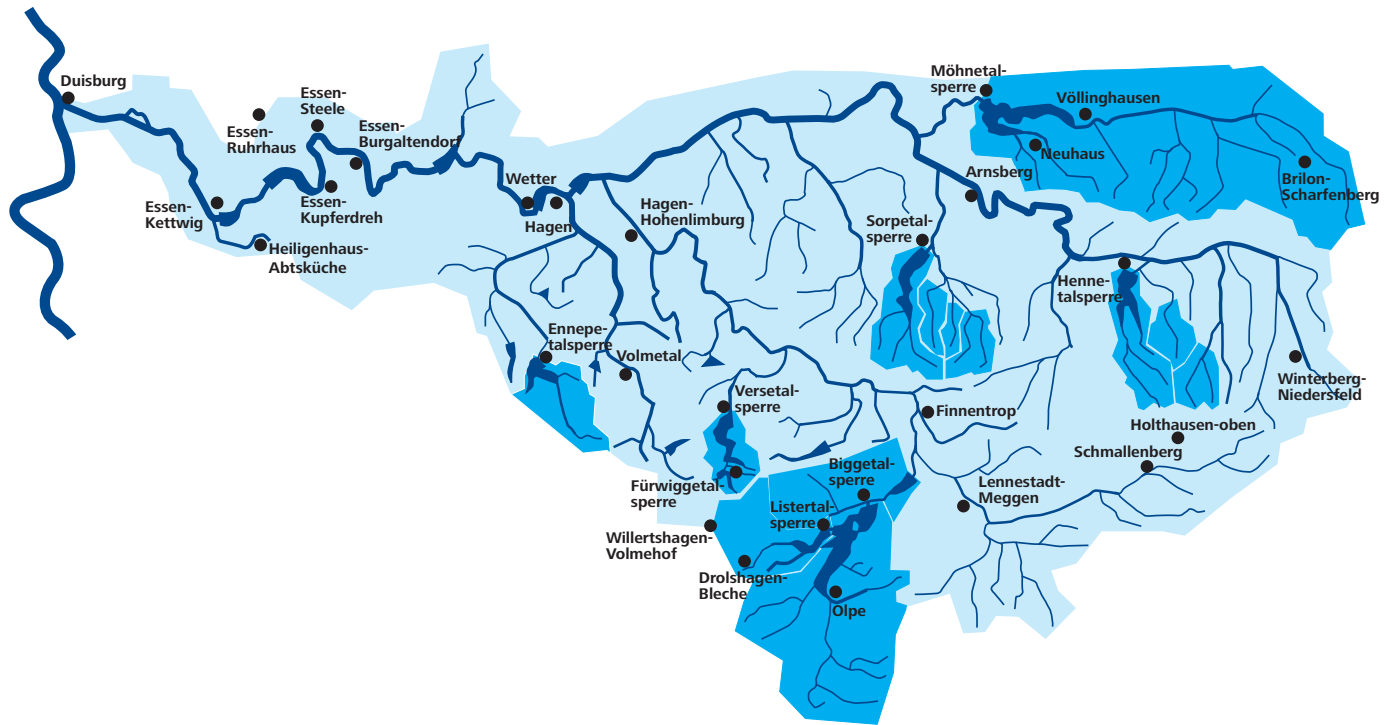 Duisburg
Essen-
Steele
Essen-
Ruhrhaus
Essen-
Burgaltendorf
Essen-
Kettwig
Essen-
Kupferdreh
Heiligenhaus-
Abtsküche
Wetter
Hagen
Hagen-
Hohenlimburg
Möhnetal-
sperre
Völlinghausen
Neuhaus
Brilon-
Scharfenberg
Arnsberg
Sorpetal-
sperre
Henne-
talsperre
Ennepe-
talsperre
Volmetal
Versetal-
sperre
Finnentrop
Winterberg-
Niedersfeld
Holthausen-oben
Schmallenberg
Fürwiggetal-
sperre
Biggetal-
sperre
Listertal-
sperre
Lennestadt-
Meggen
Willertshagen-
Volmehof
Drolshagen-
Bleche
Olpe